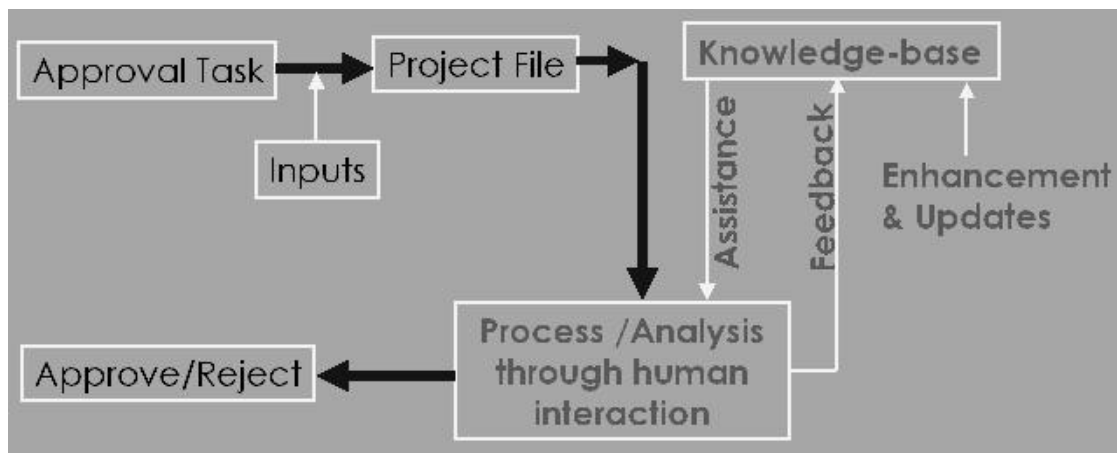 Approval Task
Project File
Knowledge-base
Inputs
Assistance
Feedback
Enhancement
& Updates
Process /Analysis
through human
interaction
Approve/Reject